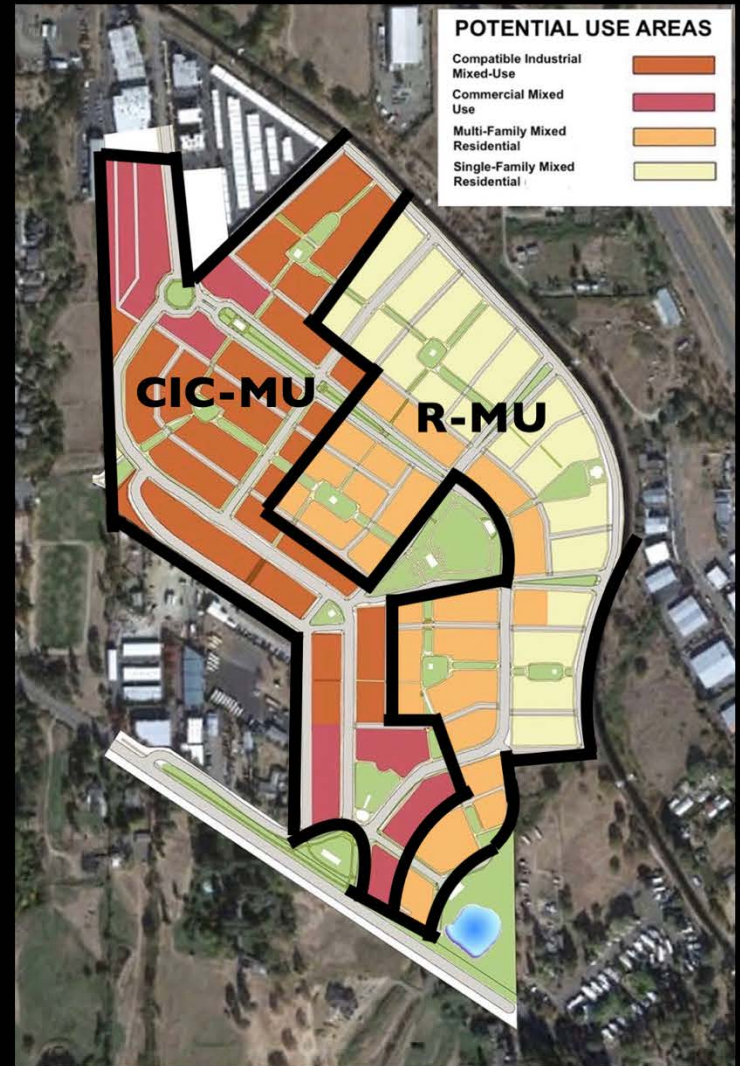 POTENTIAL USE AREAS
Compatible Industrial
Mixed-Use
Commercial Mixed
Use
Multi-Family Mixed
Residential
Single-Family Mixed
Residential
CIC-MU
R-MU